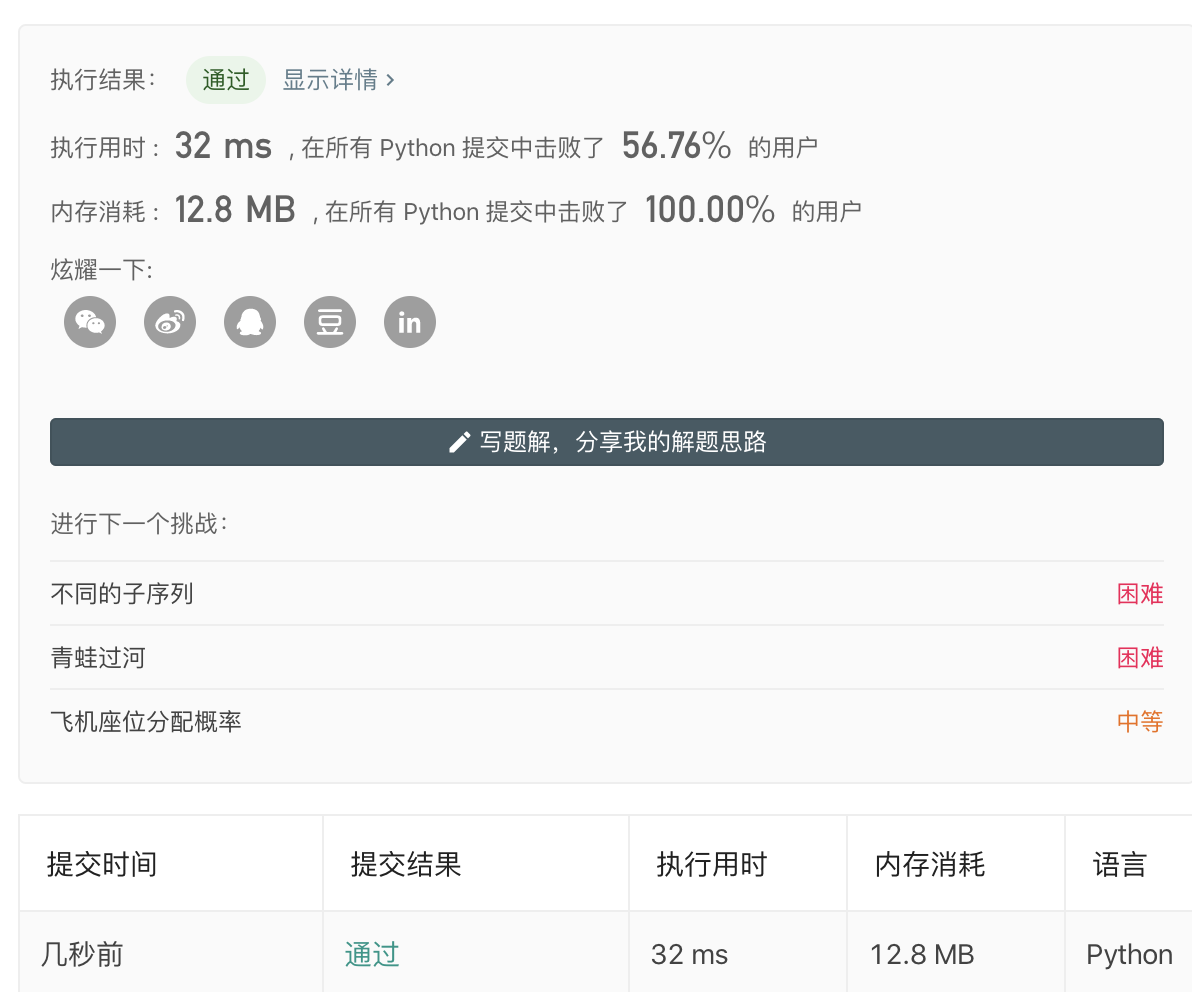 执行结果： 通过 显示详情 ›
执行用时 : 32 ms , 在所有 Python 提交中击败了 56.76% 的用户
内存消耗 : 12.8 MB , 在所有 Python 提交中击败了 100.00% 的用户
炫耀一下:
豆 in
写题解，分享我的解题思路
进行下一个挑战：
不同的子序列 困难
青蛙过河 困难
飞机座位分配概率 中等
提交时间 提交结果 执行用时 内存消耗 语言
几秒前 通过 32 ms 12.8 MB Python